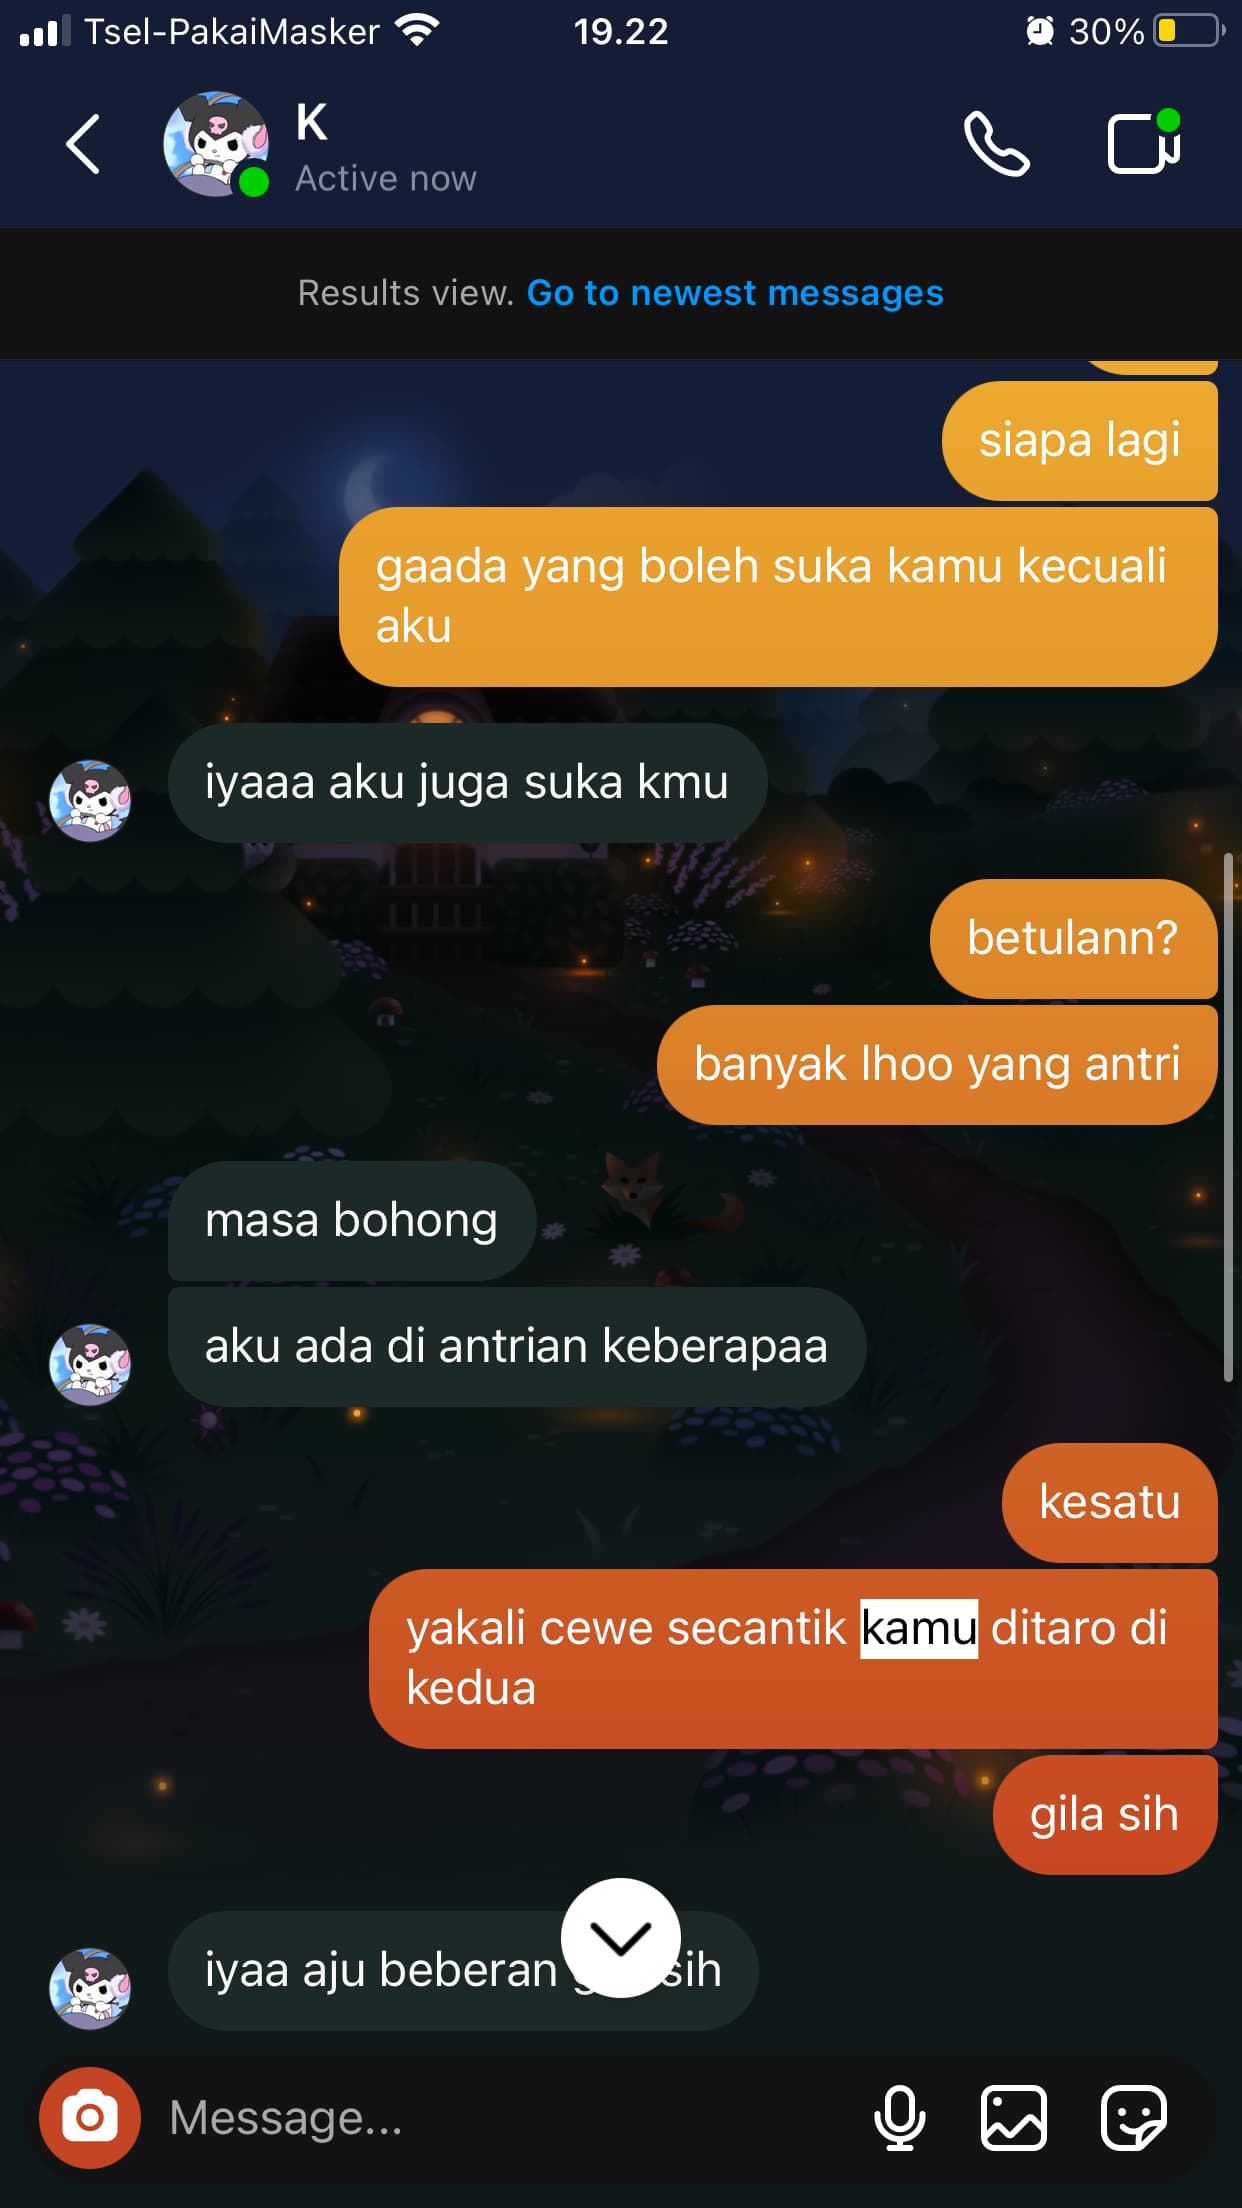 Tsel-PakaiMasker
19.22
30%
K
Active now
Results view. Go to newest messages
siapa lagi
gaada yang boleh suka kamu kecuali
aku
iyaaa aku juga suka kmu
betulann?
banyak lhoo yang antri
masa bohong
aku ada di antrian keberapaa
kesatu
yakali cewe secantik kamu ditaro di
kedua
gila sih
iyaa aju beberan sih
Message...